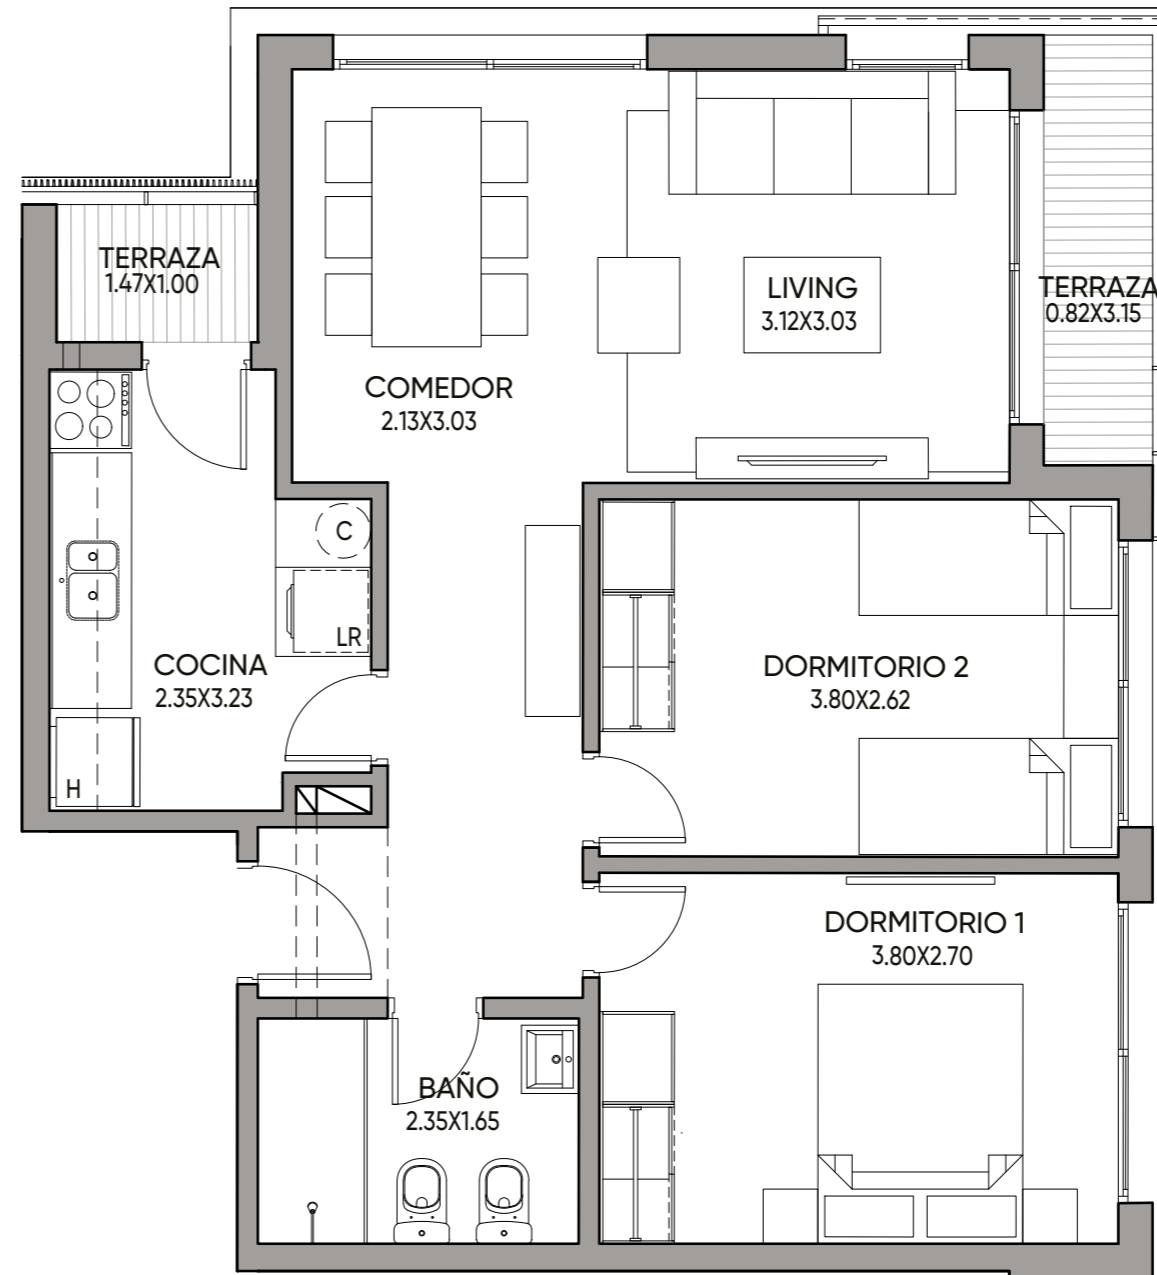 TERRAZA
1.47X1.00
LIVING
3.12X3.03
TERRAZA
0.82X3.15
COMEDOR
2.13X3.03
C
LR
COCINA
2.35X3.23
H
DORMITORIO 2
3.80X2.62
DORMITORIO 1
3.80X2.70
BAÑO
2.35X1.65